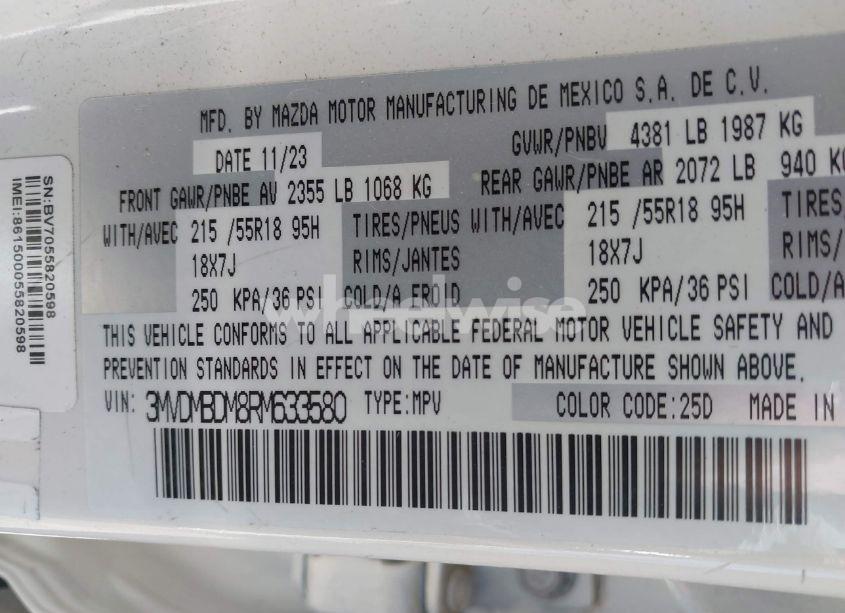 SN:BV7055820598
IMEI:861500055820598
MFD. BY MAZDA MOTOR MANUFACTURING DE MEXICO S.A. DE C.V.
DATE 11/23 GVWR/PNBV 4381 LB 1987 KG
FRONT GAWR/PNBE AV 2355 LB 1068 KG REAR GAWR/PNBE AR 2072 LB 940 KG
WITH/AVEC 215 /55R18 95H TIRES/PNEUS WITH/AVEC 215 /55R18 95H TIRES
18X7J RIMS/JANTES 18X7J RIMS/
250 KPA/36 PSI COLD/A FROID 250 KPA/36 PSI COLD/A
wheelwise
THIS VEHICLE CONFORMS TO ALL APPLICABLE FEDERAL MOTOR VEHICLE SAFETY AND
PREVENTION STANDARDS IN EFFECT ON THE DATE OF MANUFACTURE SHOWN ABOVE.
VIN: 3MVDMBDM8RM633580 TYPE:MPV COLOR CODE:25D MADE IN